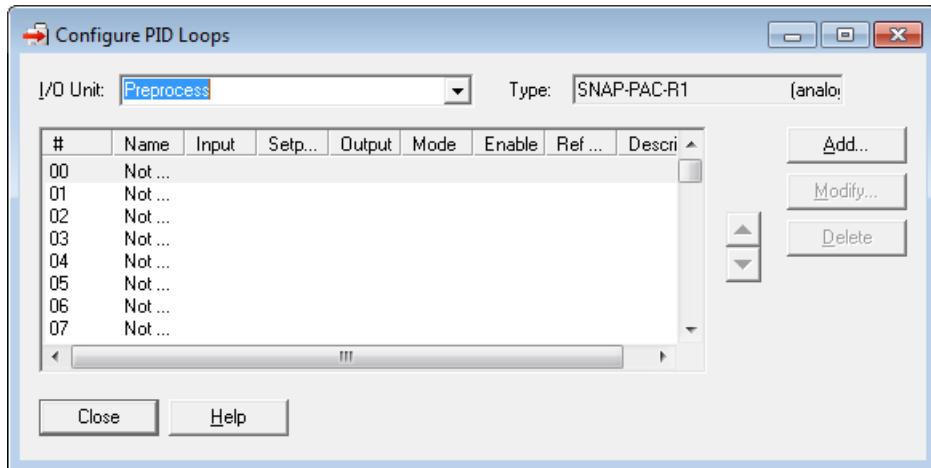 Configure PID Loops
I/O Unit: Preprocess Type: SNAP-PAC-R1 (analo
# Name Input Setp... Output Mode Enable Ref ... Descri
00 Not ...
01 Not ...
02 Not ...
03 Not ...
04 Not ...
05 Not ...
06 Not ...
07 Not ...
Add...
Modify...
Delete
Close Help